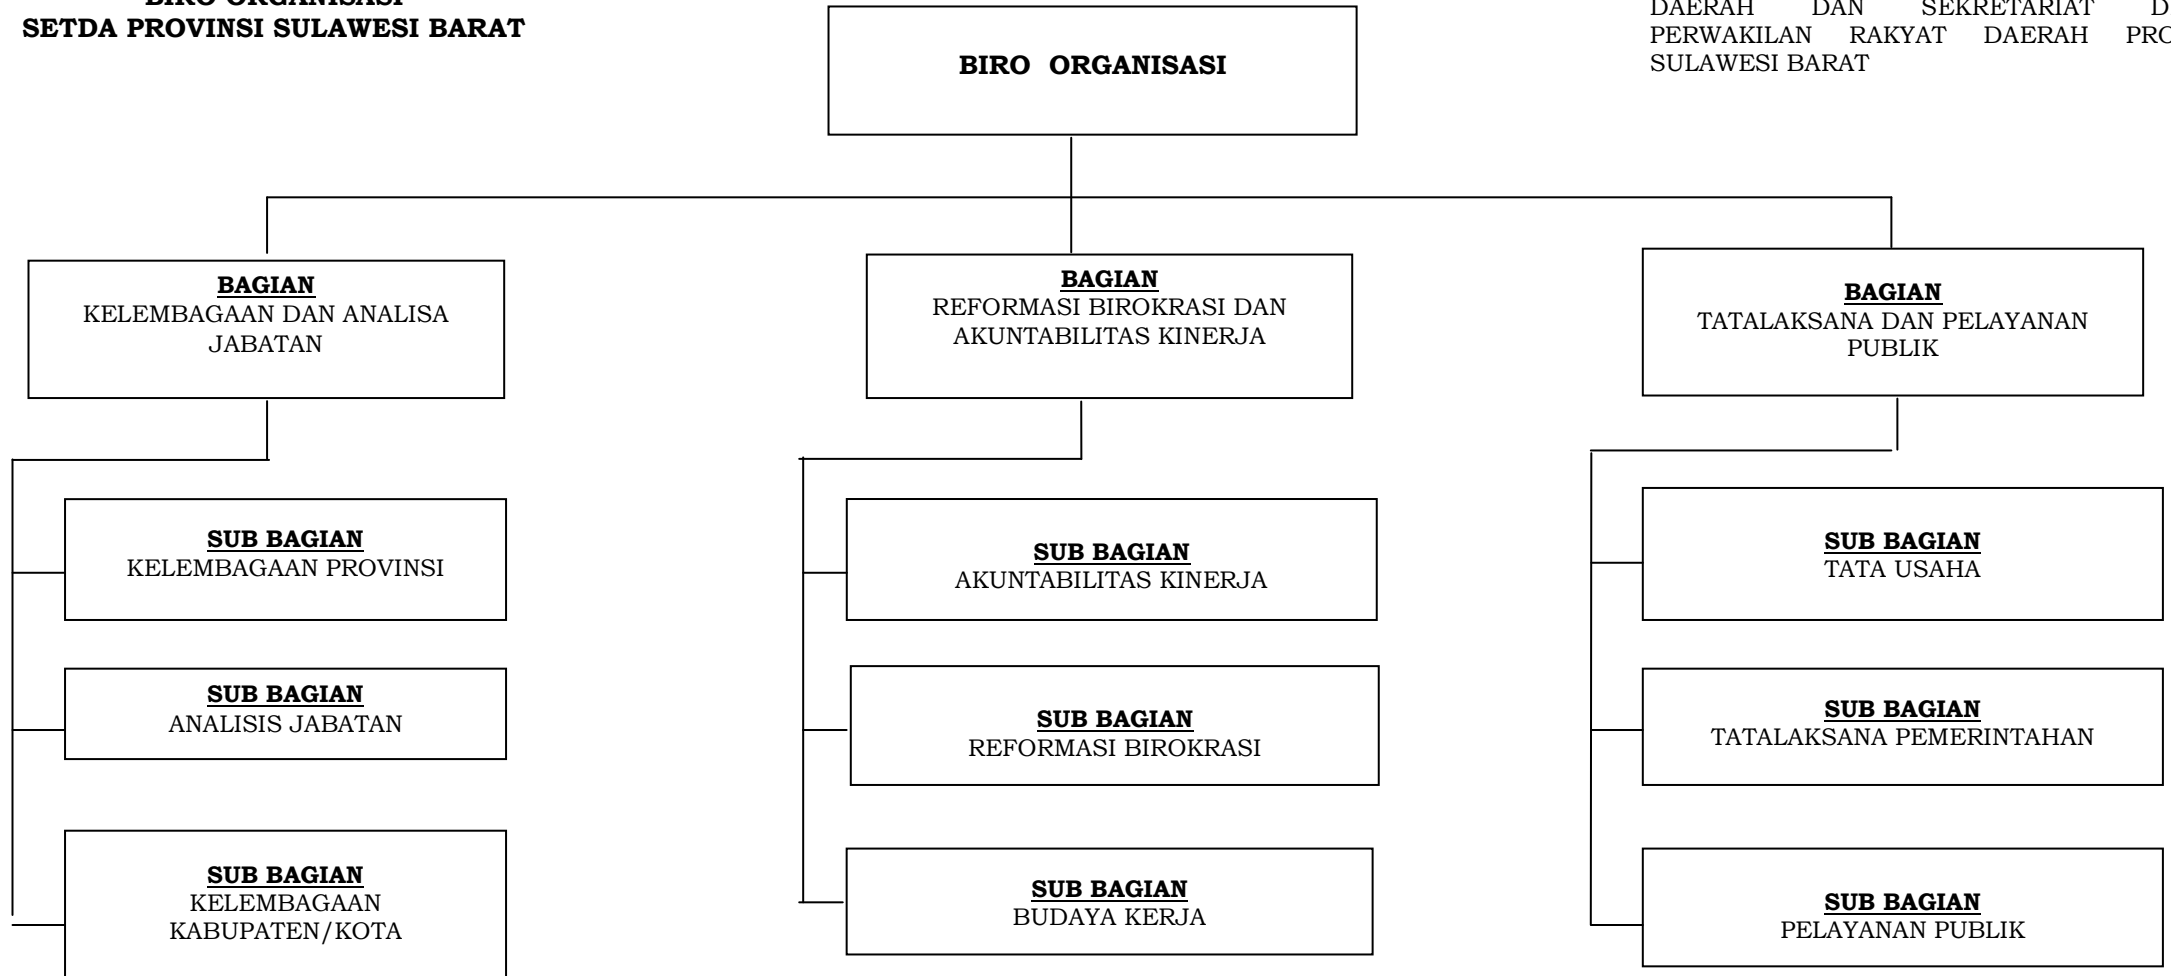 BIRO ORGANISASI
SETDA PROVINSI SULAWESI BARAT
DAERAH DAN SEKRETARIAT
PERWAKILAN RAKYAT DAERAH
SULAWESI BARAT
BIRO ORGANISASI
BAGIAN
KELEMBAGAAN DAN ANALISA
JABATAN
BAGIAN
REFORMASI BIROKRASI DAN
AKUNTABILITAS KINERJA
BAGIAN
TATALAKSANA DAN PELAYANAN
PUBLIK
SUB BAGIAN
KELEMBAGAAN PROVINSI
SUB BAGIAN
ANALISIS JABATAN
SUB BAGIAN
KELEMBAGAAN
KABUPATEN/KOTA
SUB BAGIAN
AKUNTABILITAS KINERJA
SUB BAGIAN
REFORMASI BIROKRASI
SUB BAGIAN
BUDAYA KERJA
SUB BAGIAN
TATA USAHA
SUB BAGIAN
TATALAKSANA PEMERINTAHAN
SUB BAGIAN
PELAYANAN PUBLIK